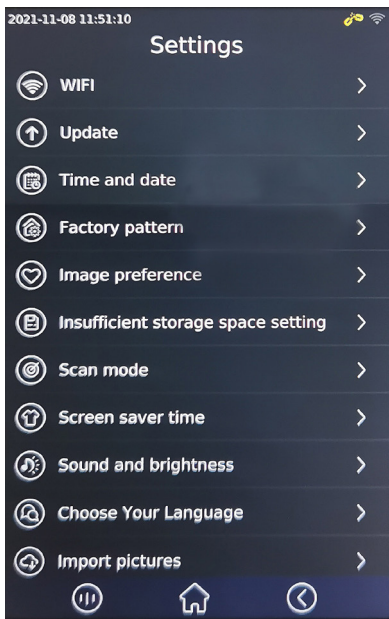 2021-11-08 11:51:10
Settings
WIFI
Update
Time and date
Factory pattern
Image preference
Insufficient storage space setting
Scan mode
Screen saver time
Sound and brightness
Choose Your Language
Import pictures